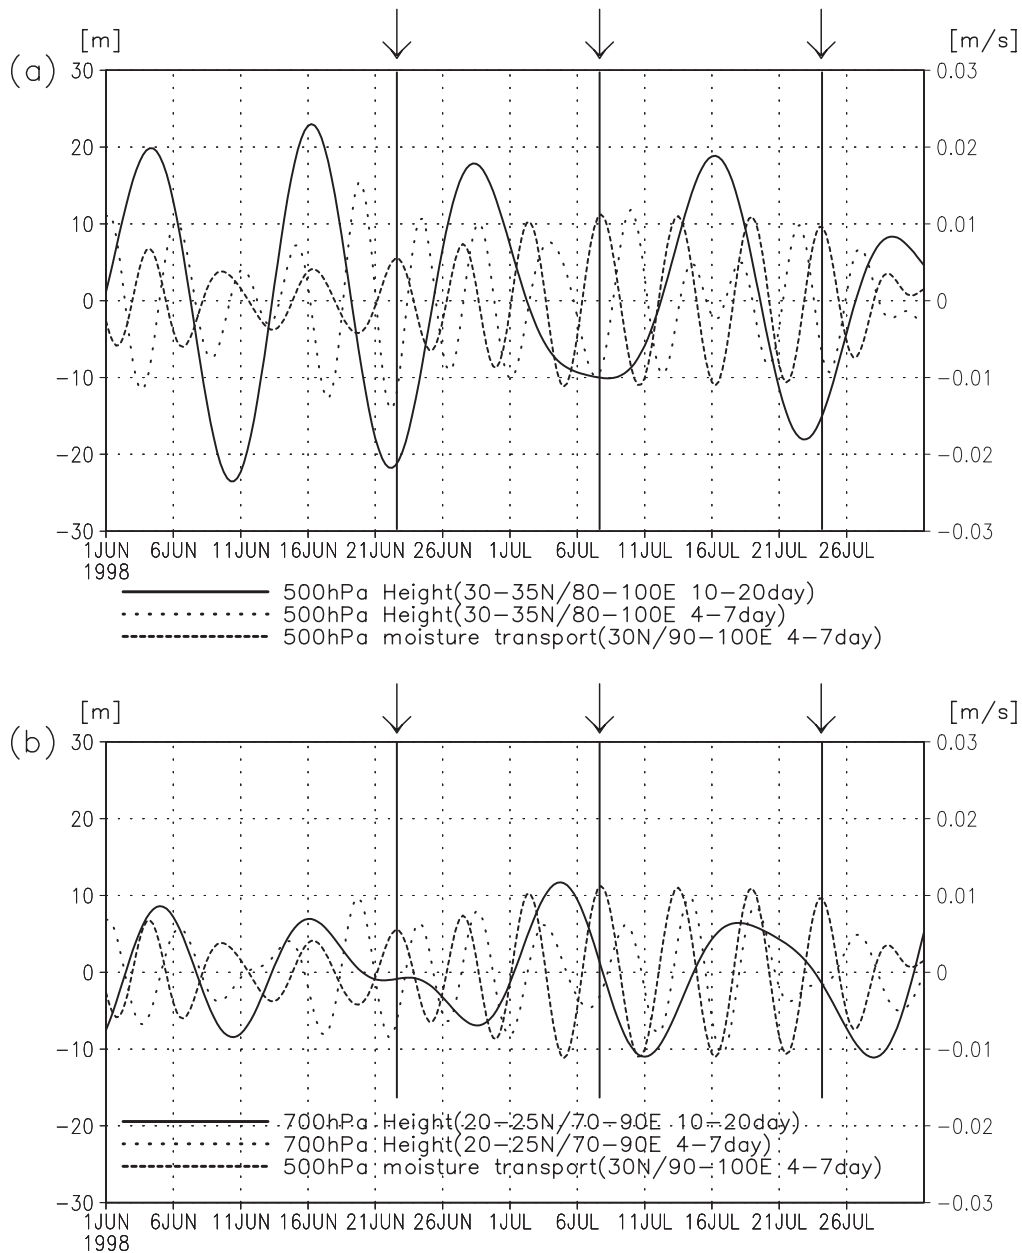 [m] [m/s]
(a)
30 0.03
20 0.02
10 0.01
0 0
−10 −0.01
−20 −0.02
−30 −0.03
1JUN 6JUN 11JUN 16JUN 21JUN 26JUN 1JUL 6JUL 11JUL 16JUL 21JUL 26JUL
1998
500hPa Height(30−35N/80−100E 10−20day)
500hPa Height(30−35N/80−100E 4−7day)
500hPa moisture transport(30N/90−100E 4−7day)
[m] [m/s]
(b)
30 0.03
20 0.02
10 0.01
0 0
−10 −0.01
700hPa Height(20−25N/70−90E 10−20day)
−20 −0.02
700hPa Height(20−25N/70−90E 4−7day)
500hPa moisture transport(30N/90−100E 4−7day)
−30 −0.03
1JUN 6JUN 11JUN 16JUN 21JUN 26JUN 1JUL 6JUL 11JUL 16JUL 21JUL 26JUL
1998